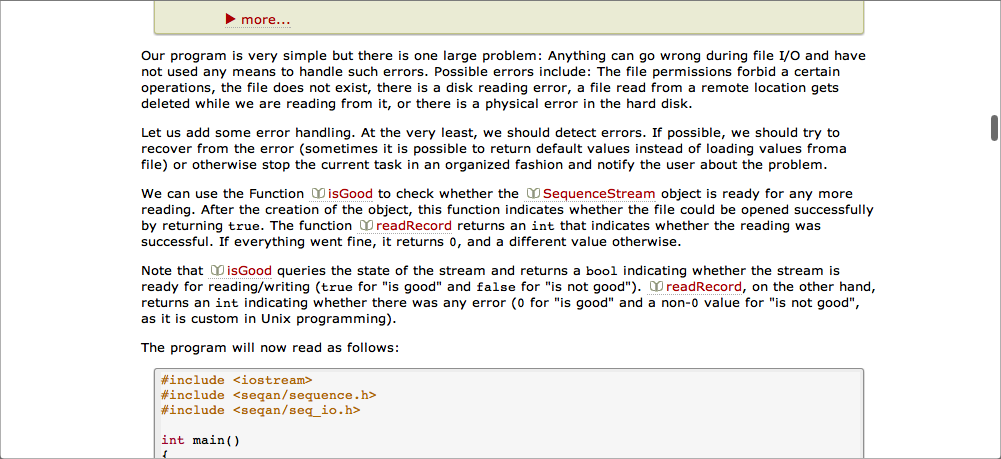 ▶ more...
Our program is very simple but there is one large problem: Anything can go wrong during file I/O and have
not used any means to handle such errors. Possible errors include: The file permissions forbid a certain
operations, the file does not exist, there is a disk reading error, a file read from a remote location gets
deleted while we are reading from it, or there is a physical error in the hard disk.
Let us add some error handling. At the very least, we should detect errors. If possible, we should try to
recover from the error (sometimes it is possible to return default values instead of loading values froma
file) or otherwise stop the current task in an organized fashion and notify the user about the problem.
We can use the Function isGood to check whether the SequenceStream object is ready for any more
reading. After the creation of the object, this function indicates whether the file could be opened successfully
by returning true. The function readRecord returns an int that indicates whether the reading was
successful. If everything went fine, it returns 0, and a different value otherwise.
Note that isGood queries the state of the stream and returns a bool indicating whether the stream is
ready for reading/writing (true for "is good" and false for "is not good"). readRecord, on the other hand,
returns an int indicating whether there was any error (0 for "is good" and a non-0 value for "is not good",
as it is custom in Unix programming).
The program will now read as follows:
#include <iostream>
#include <seqan/sequence.h>
#include <seqan/seq_io.h>
int main()
{